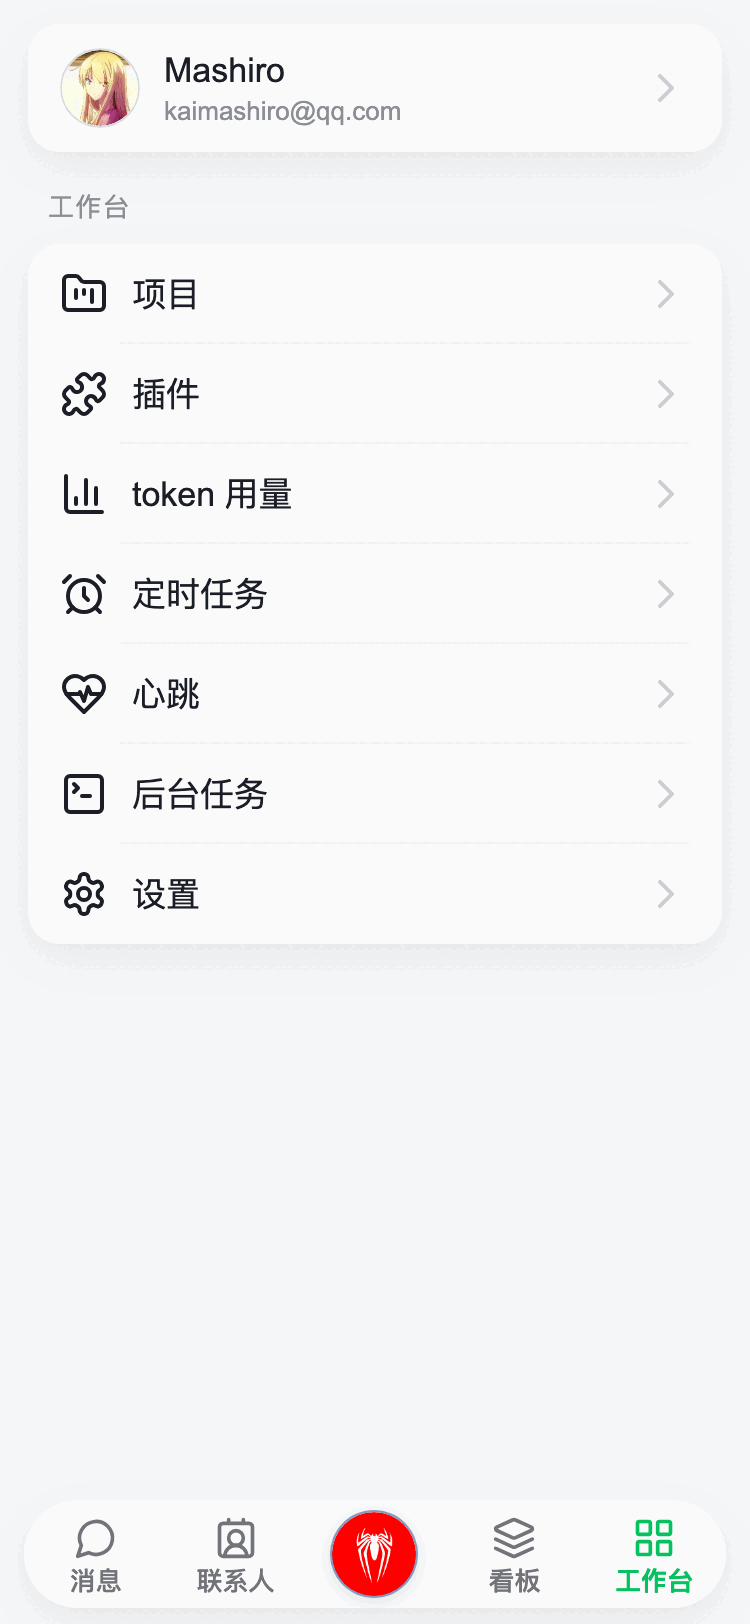 Mashiro
kaimashiro@qq.com
工作台
项目
插件
token 用量
定时任务
心跳
后台任务
设置
消息
联系人
看板
工作台